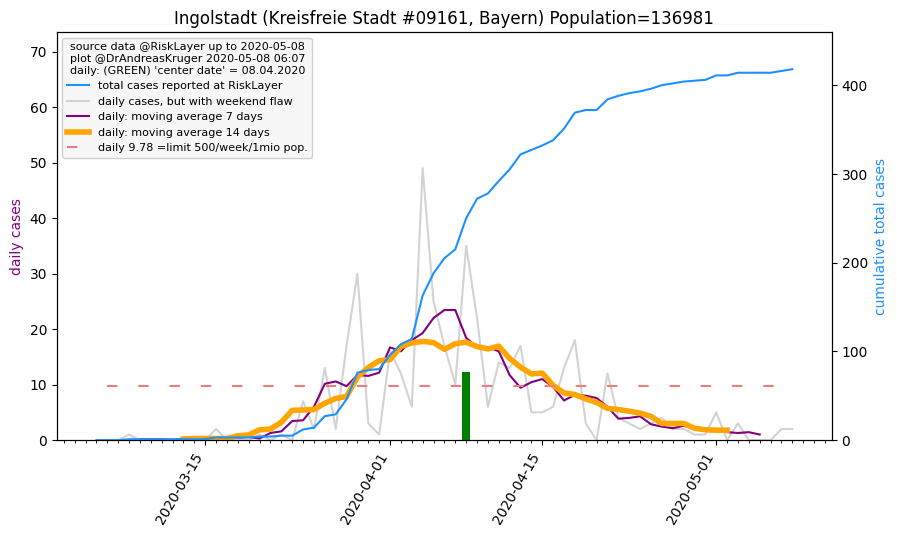 Ingolstadt (Kreisfreie Stadt #09161, Bayern) Population=136981
source data @RiskLayer up to 2020-05-08
plot @DrAndreasKruger 2020-05-08 06:07
daily: (GREEN) 'center date' = 08.04.2020
total cases reported at RiskLayer
daily cases, but with weekend flaw
daily: moving average 7 days
daily: moving average 14 days
daily 9.78 =limit 500/week/1mio pop.
daily cases
70
60
50
40
30
20
10
0
cumulative total cases
400
300
200
100
0
2020-03-15
2020-04-01
2020-04-15
2020-05-01